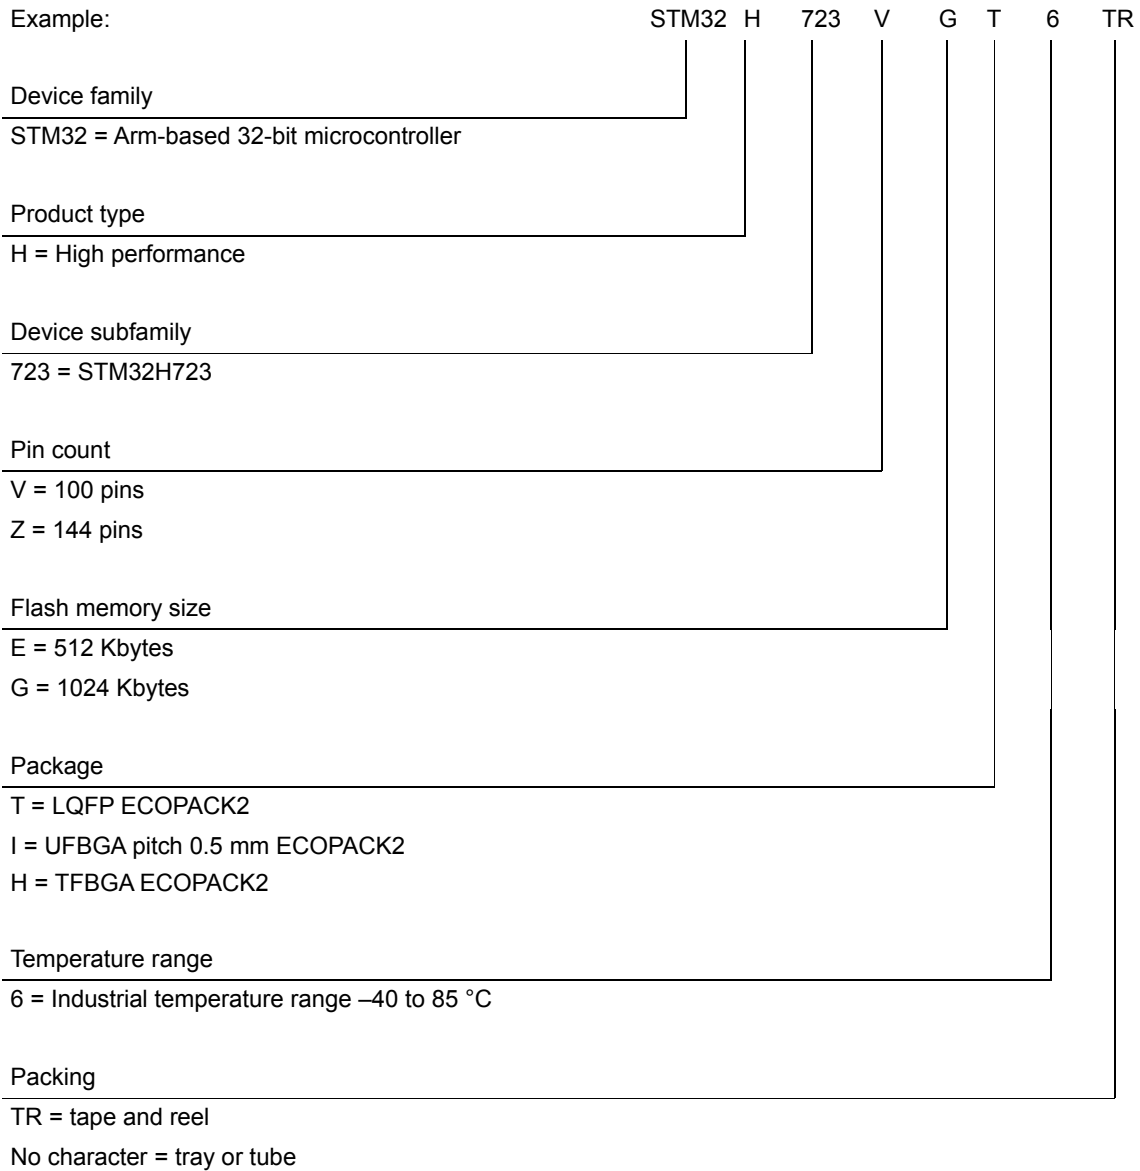 Example: STM32 H 723 V G T 6 TR
Device family
STM32 = Arm-based 32-bit microcontroller
Product type
H = High performance
Device subfamily
723 = STM32H723
Pin count
V = 100 pins
Z = 144 pins
Flash memory size
E = 512 Kbytes
G = 1024 Kbytes
Package
T = LQFP ECOPACK2
I = UFBGA pitch 0.5 mm ECOPACK2
H = TFBGA ECOPACK2
Temperature range
6 = Industrial temperature range –40 to 85 °C
Packing
TR = tape and reel
No character = tray or tube